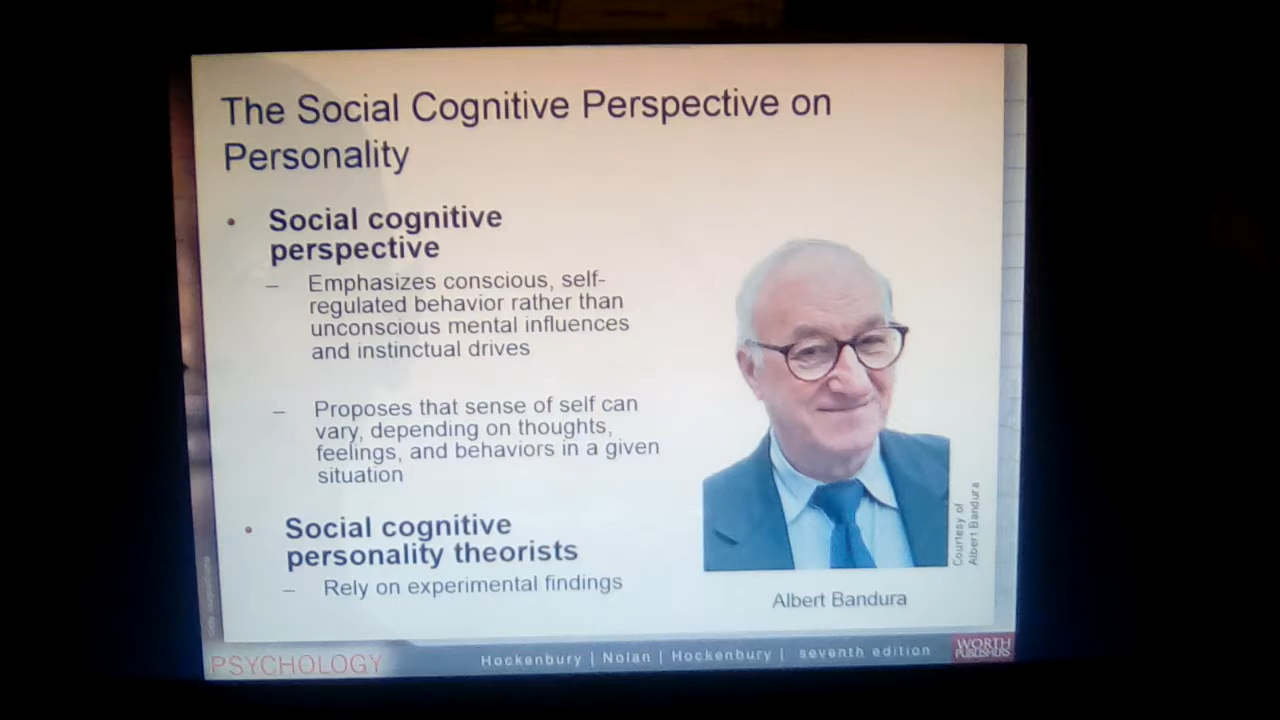 The Social Cognitive Perspective on
Personality
• Social cognitive
perspective
– Emphasizes conscious, self-
regulated behavior rather than
unconscious mental influences
and instinctual drives
– Proposes that sense of self can
vary, depending on thoughts,
feelings, and behaviors in a given
situation
• Social cognitive
personality theorists
– Rely on experimental findings
Courtesy of
Albert Bandura
Albert Bandura
PSYCHOLOGY
Hockenbury | Nolan | Hockenbury | seventh edition
WORTH
PUBLISHERS